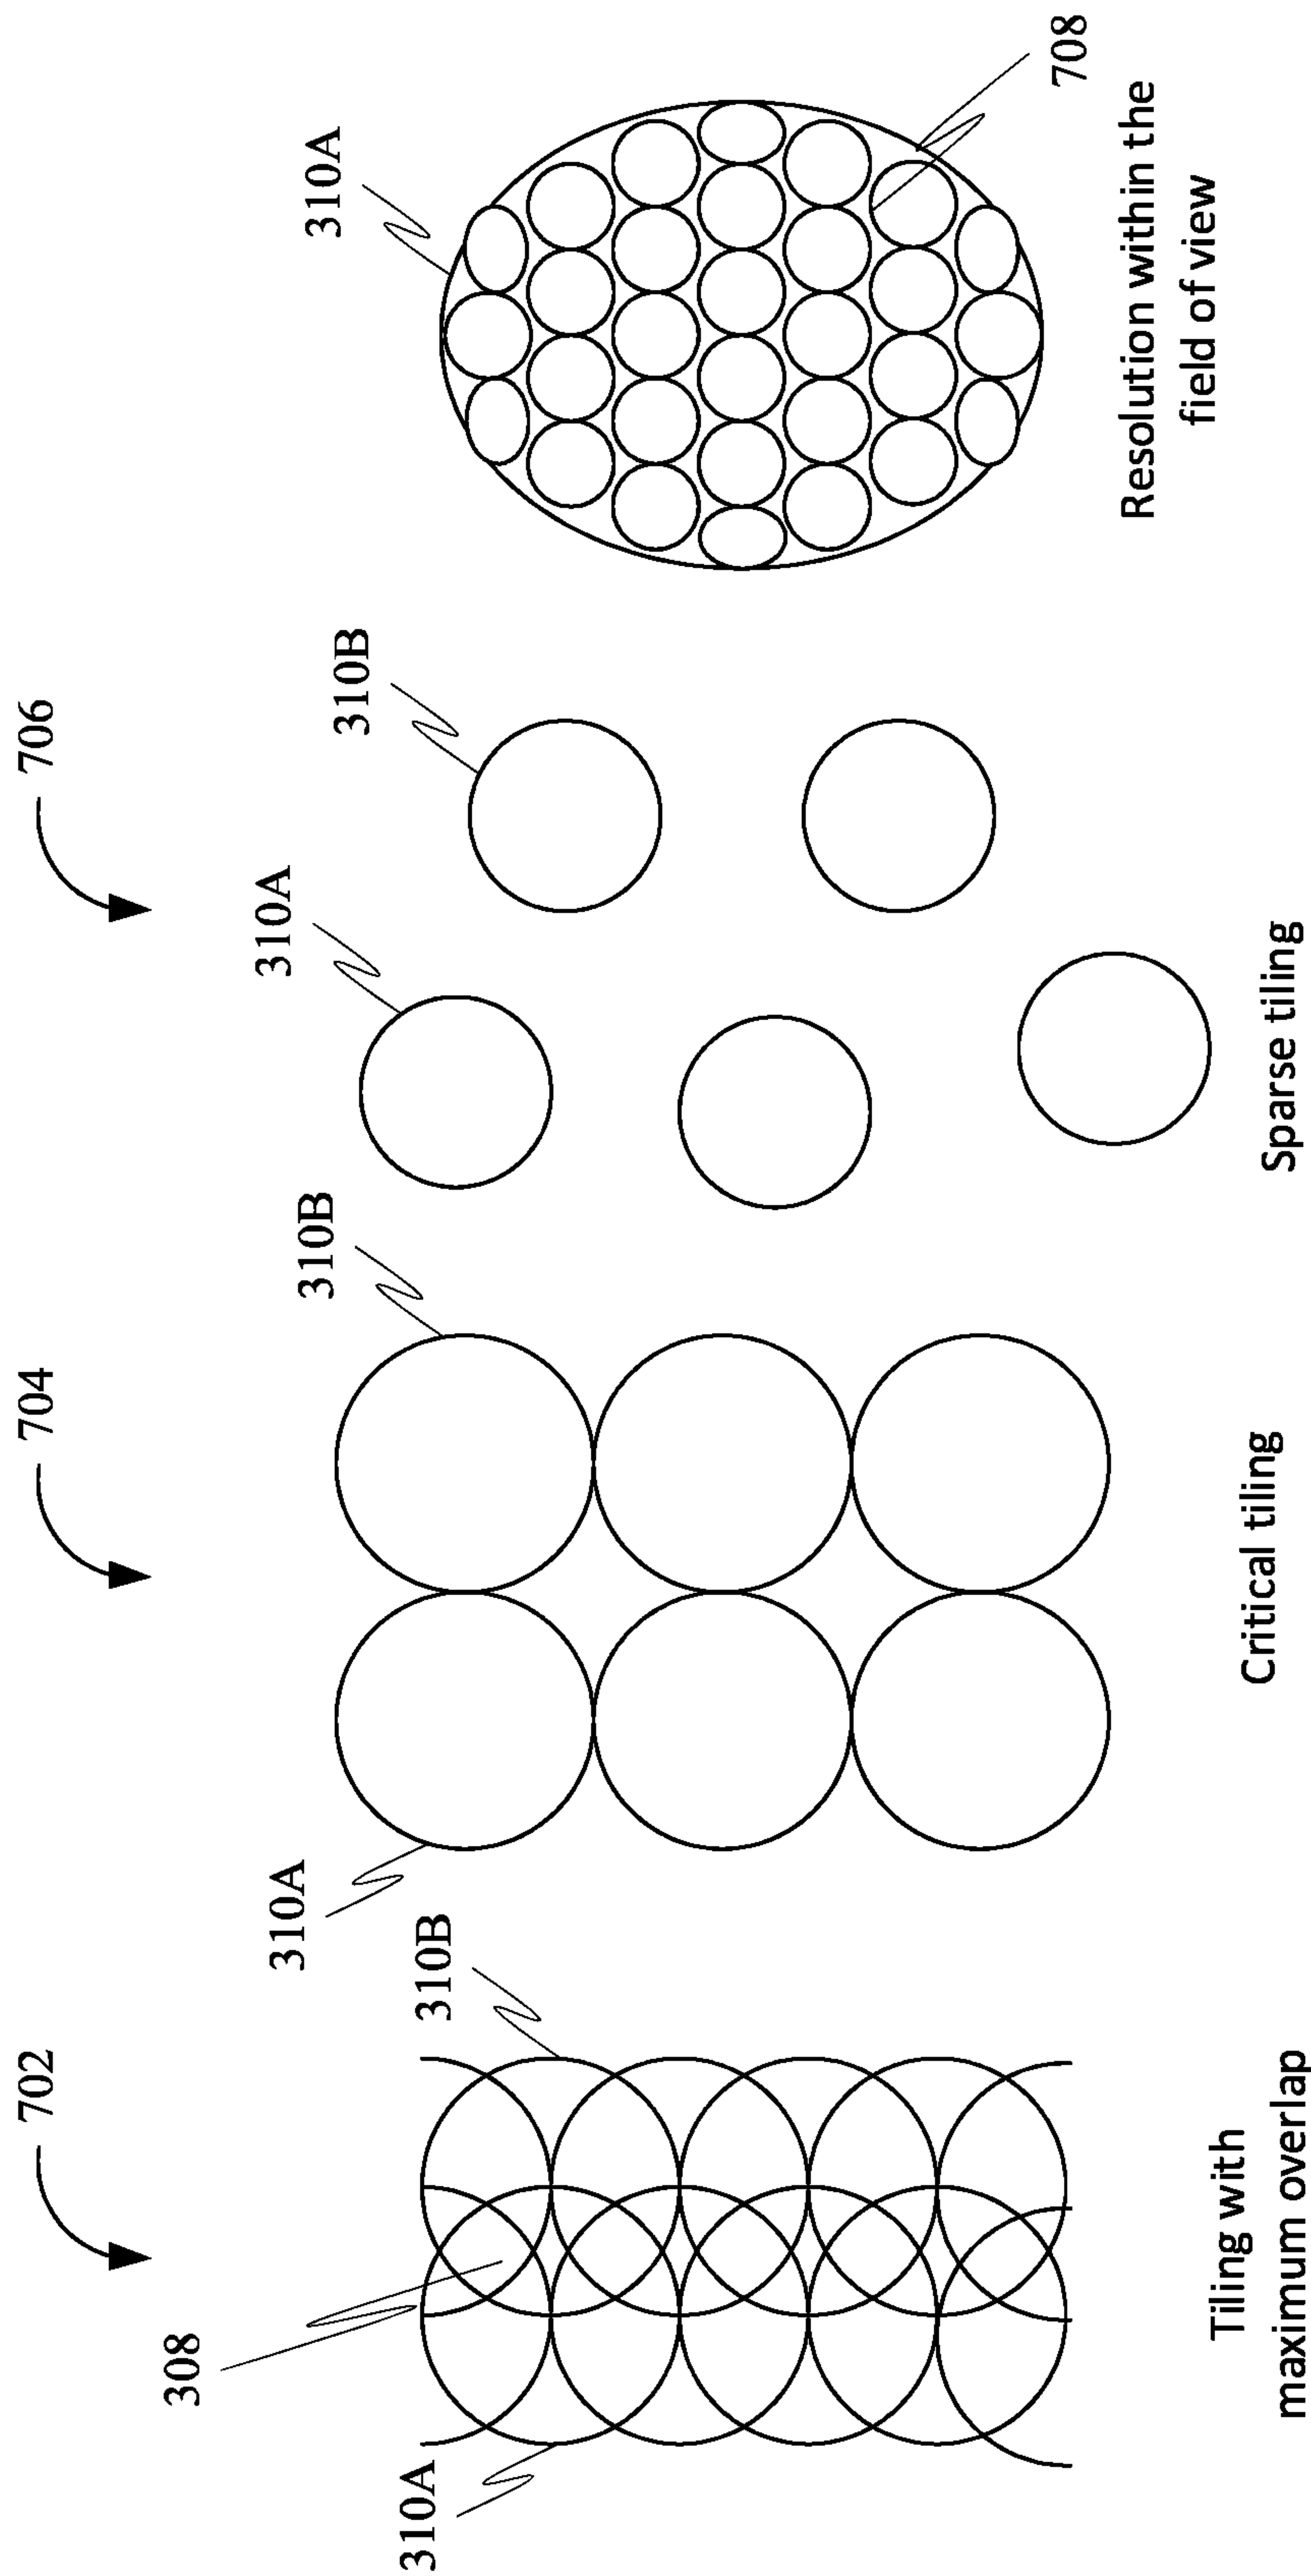 702
704
706
308
310A
310B
310A
310B
310A
310B
310A
708
Tiling with
maximum overlap
Critical tiling
Sparse tiling
Resolution within the
field of view